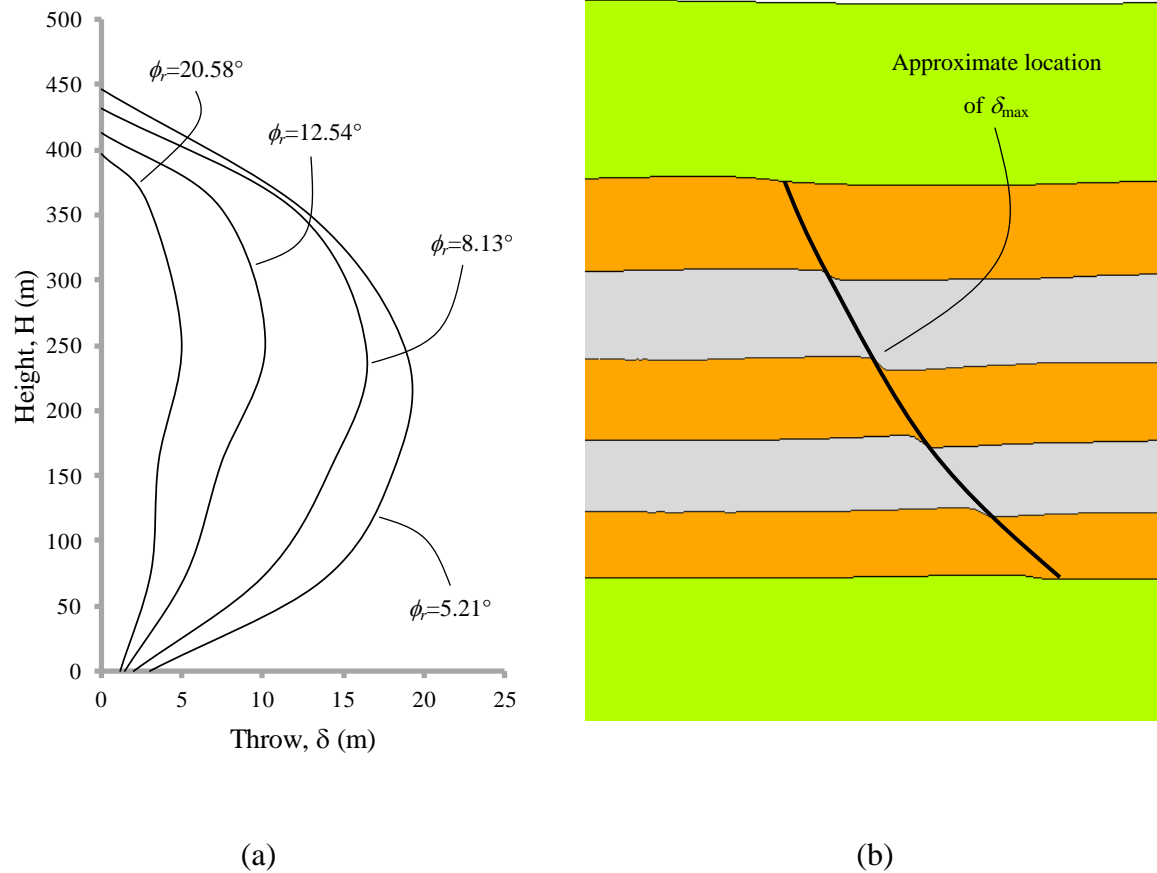 500
450
400
350
300
250
200
150
100
50
0
Height, H (m)
0
5
10
15
20
25
Throw, δ (m)
ϕr=20.58°
ϕr=12.54°
ϕr=8.13°
ϕr=5.21°
(a)
Approximate location
of δmax
(b)